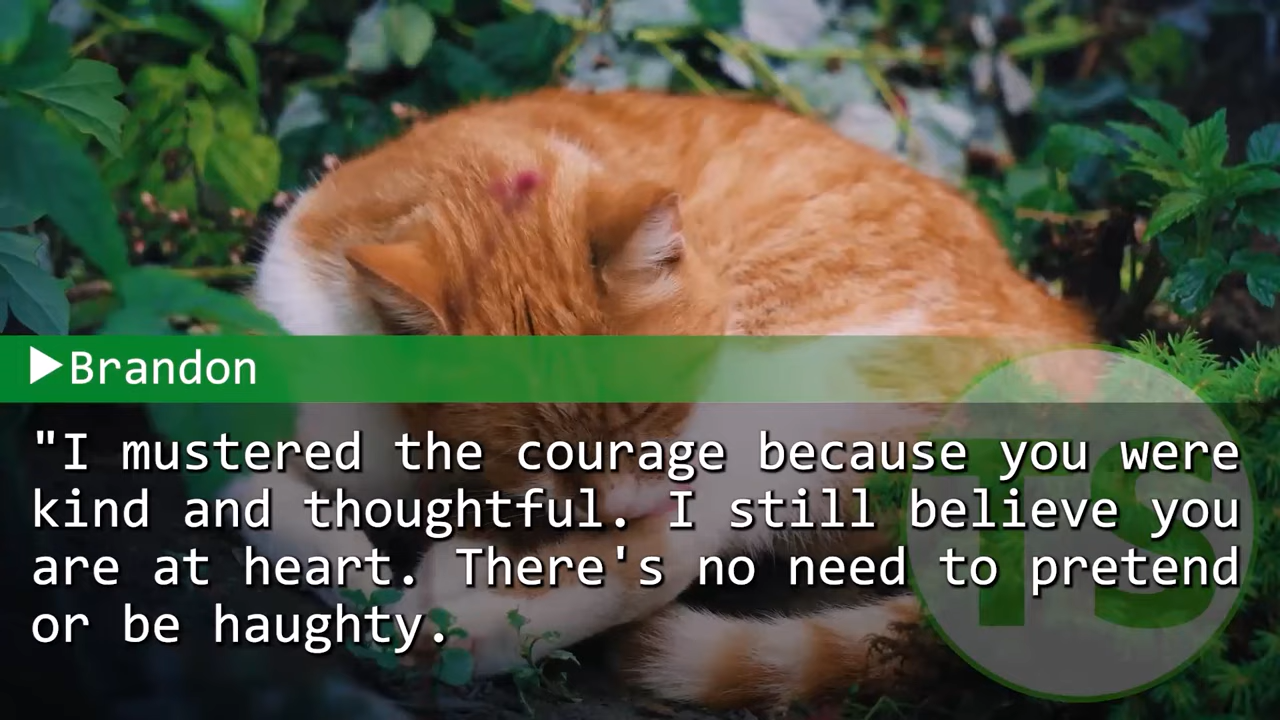 ▶Brandon
"I mustered the courage because you were
kind and thoughtful. I still believe you
are at heart. There's no need to pretend
or be haughty.
TS